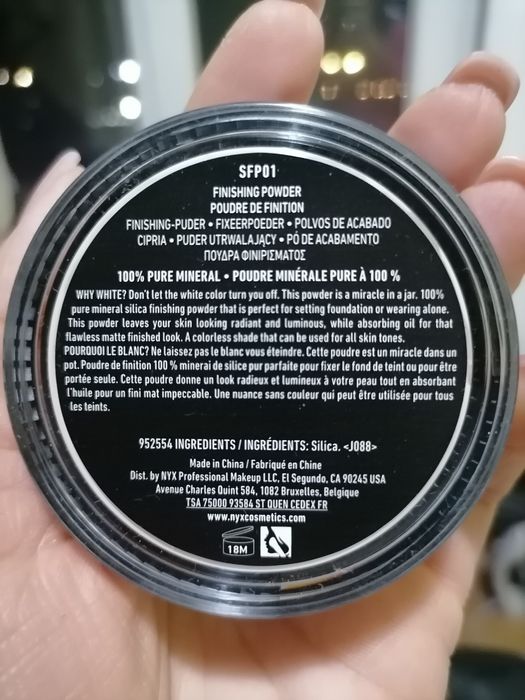 SFP01
FINISHING POWDER
POUDRE DE FINITION
FINISHING-PUDER • FIXEERPOEDER • POLVOS DE ACABADO
CIPRIA • PUDER UTRWALAJĄCY • PÓ DE ACABAMENTO
ΠΟΥΔΡΑ ΦΙΝΙΡΙΣΜΑΤΟΣ
100% PURE MINERAL • POUDRE MINÉRALE PURE À 100 %
WHY WHITE? Don't let the white color turn you off. This powder is a miracle in a jar. 100%
pure mineral silica finishing powder that is perfect for setting foundation or wearing alone.
This powder leaves your skin looking radiant and luminous, while absorbing oil for that
flawless matte finished look. A colorless shade that can be used for all skin tones.
POURQUOI LE BLANC? Ne laissez pas le blanc vous éteindre. Cette poudre est un miracle dans un
pot. Poudre de finition 100 % minerai de silice pur parfaite pour fixer le fond de teint ou pour être
portée seule. Cette poudre donne un look radieux et lumineux à votre peau tout en absorbant
l'huile pour un fini mat impeccable. Une nuance sans couleur qui peut être utilisée pour tous
les teints.
952554 INGREDIENTS / INGRÉDIENTS: Silica. <J088>
Made in China / Fabriqué en Chine
Dist. by NYX Professional Makeup LLC, El Segundo, CA 90245 USA
Avenue Charles Quint 584, 1082 Bruxelles, Belgique
TSA 75000 93584 ST OUEN CEDEX FR
www.nyxcosmetics.com
18M